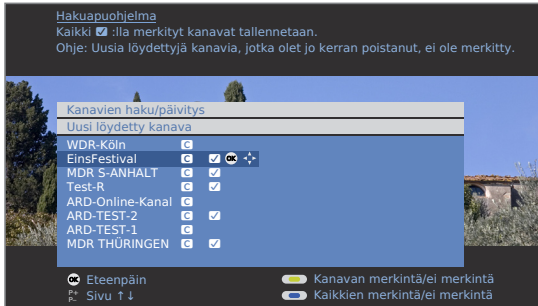 Hakuapuohjelma
Kaikki ☑ :lla merkityt kanavat tallennetaan.
Ohje: Uusia löydettyjä kanavia, jotka olet jo kerran poistanut, ei ole merkitty.
Kanavien haku/päivitys
Uusi löydetty kanava
WDR-Köln C
EinsFestival C ☑ OK
MDR S-ANHALT C ☑
Test-R C ☑
ARD-Online-Kanal C
ARD-TEST-2 C ☑
ARD-TEST-1 C
MDR THÜRINGEN C ☑
OK Eteenpäin
Kanavan merkintä/ei merkintä
P+ P- Sivu ↑↓
Kaikkien merkintä/ei merkintä